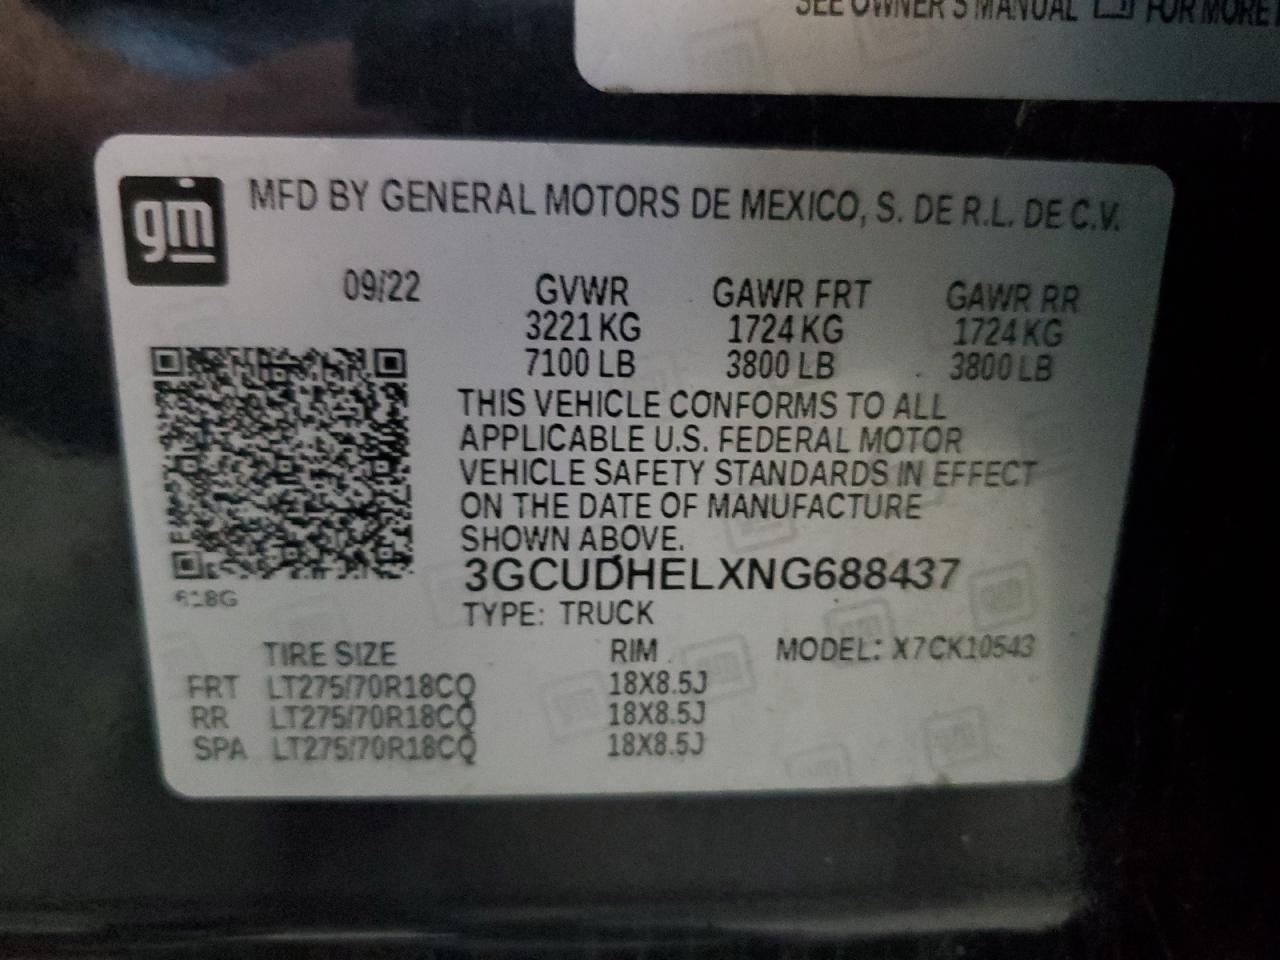 SEE OWNER'S MANUAL FOR MORE
gm
MFD BY GENERAL MOTORS DE MEXICO, S. DE R.L. DE C.V.
09/22 GVWR GAWR FRT GAWR RR
3221 KG 1724 KG 1724 KG
7100 LB 3800 LB 3800 LB
THIS VEHICLE CONFORMS TO ALL
APPLICABLE U.S. FEDERAL MOTOR
VEHICLE SAFETY STANDARDS IN EFFECT
ON THE DATE OF MANUFACTURE
SHOWN ABOVE.
3GCUDHELXNG688437
TYPE: TRUCK
TIRE SIZE RIM MODEL: X7CK10543
FRT LT275/70R18CQ 18X8.5J
RR LT275/70R18CQ 18X8.5J
SPA LT275/70R18CQ 18X8.5J